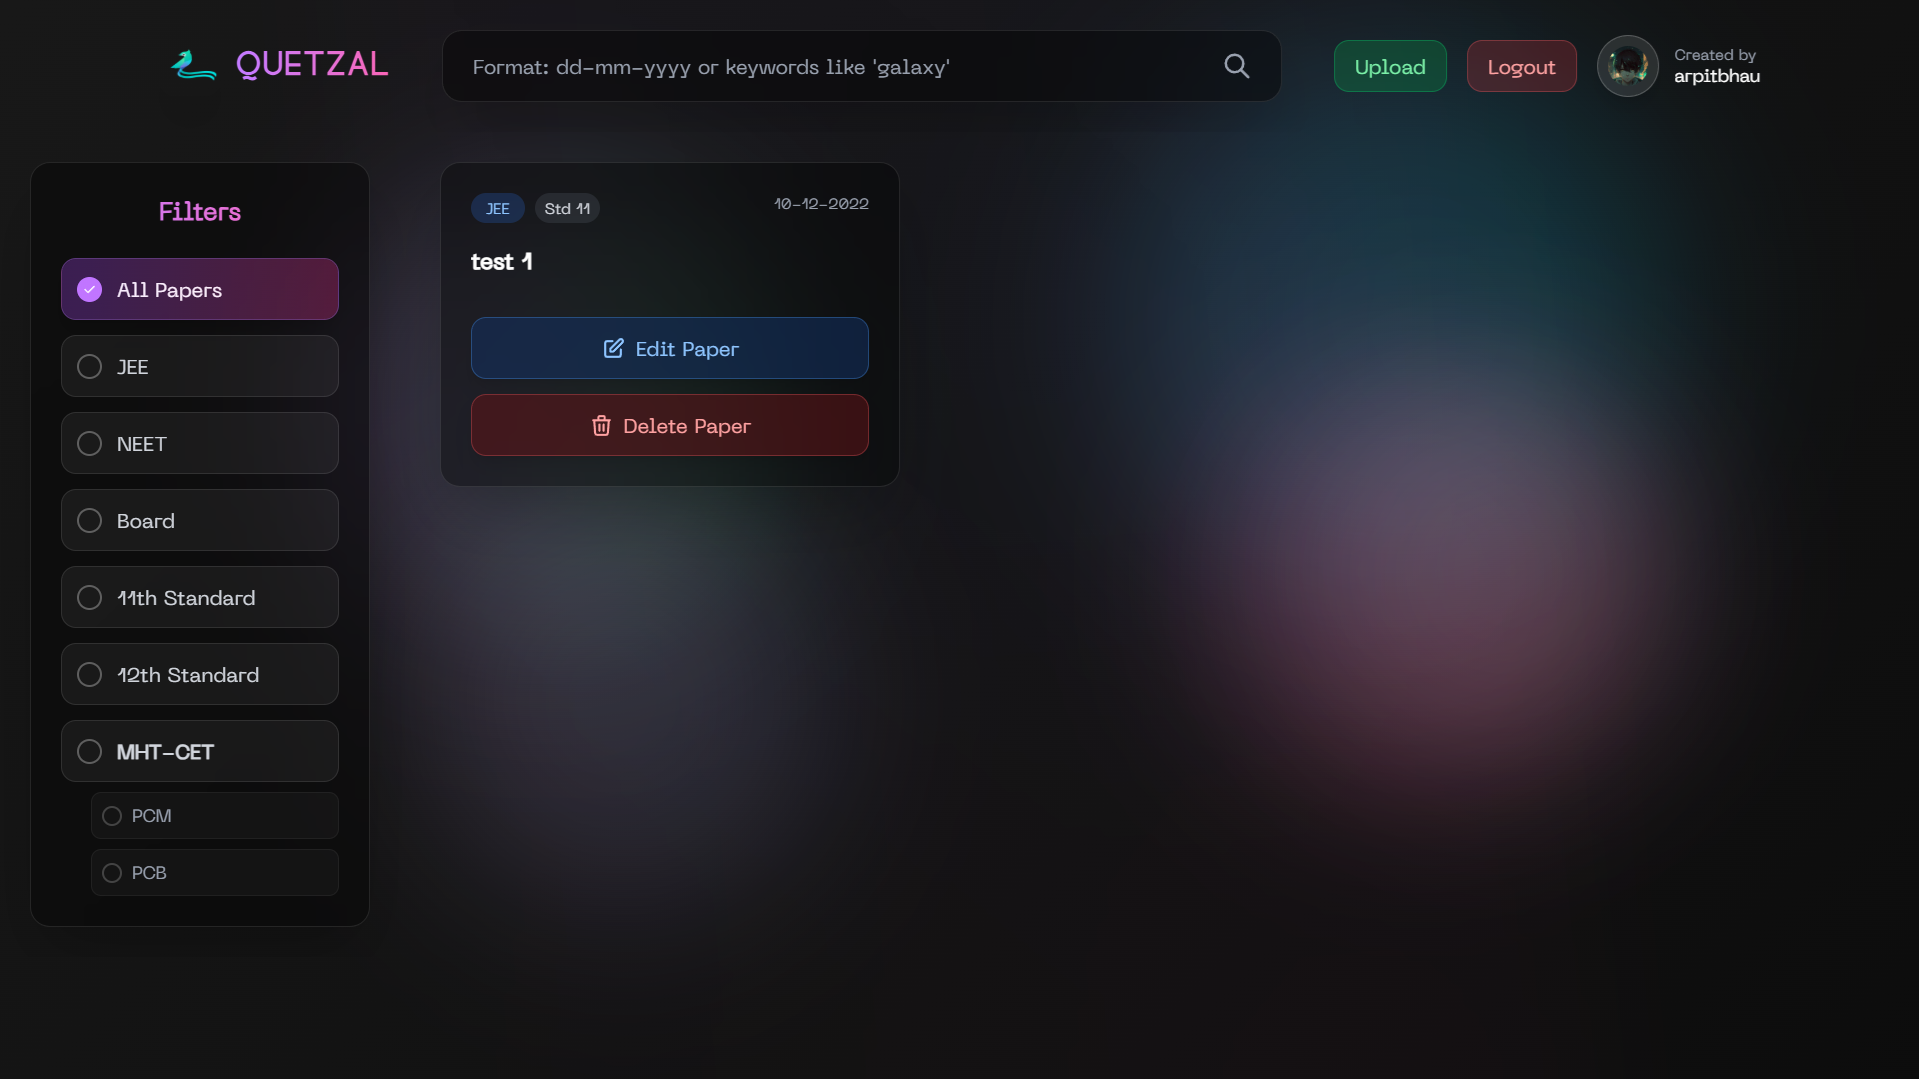 QUETZAL
Format: dd-mm-yyyy or keywords like 'galaxy'
Upload
Logout
Created by
arpitbhau
Filters
All Papers
JEE
NEET
Board
11th Standard
12th Standard
MHT-CET
PCM
PCB
JEE
Std 11
10-12-2022
test 1
Edit Paper
Delete Paper